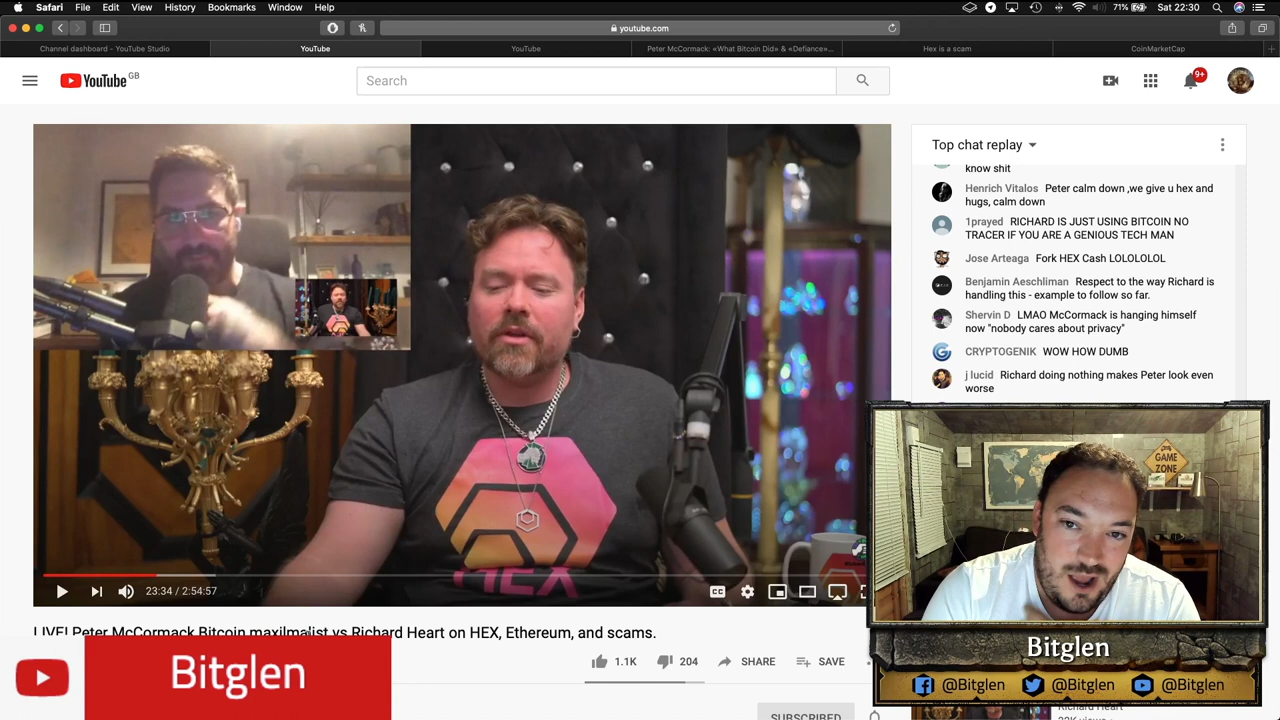 Safari File Edit View History Bookmarks Window Help
71% Sat 22:30
youtube.com
Channel dashboard - YouTube Studio
YouTube
YouTube
Peter McCormack: «What Bitcoin Did» & «Defiance»...
Hex is a scam
CoinMarketCap
YouTube GB
Search
9+
Top chat replay
know shit
Henrich Vitalos Peter calm down ,we give u hex and
hugs, calm down
1prayed RICHARD IS JUST USING BITCOIN NO
TRACER IF YOU ARE A GENIOUS TECH MAN
Jose Arteaga Fork HEX Cash LOLOLOLOL
Benjamin Aeschliman Respect to the way Richard is
handling this - example to follow so far.
Shervin D LMAO McCormack is hanging himself
now "nobody cares about privacy"
CRYPTOGENIK WOW HOW DUMB
j lucid Richard doing nothing makes Peter look even
worse
HEX
GAME
ZONE
23:34 / 2:54:57
CC
LIVE! Peter McCormack Bitcoin maxilmalist vs Richard Heart on HEX, Ethereum, and scams.
1.1K 204 SHARE SAVE
Bitglen
Bitglen
@Bitglen @Bitglen @Bitglen
SUBSCRIBED
Richard Heart